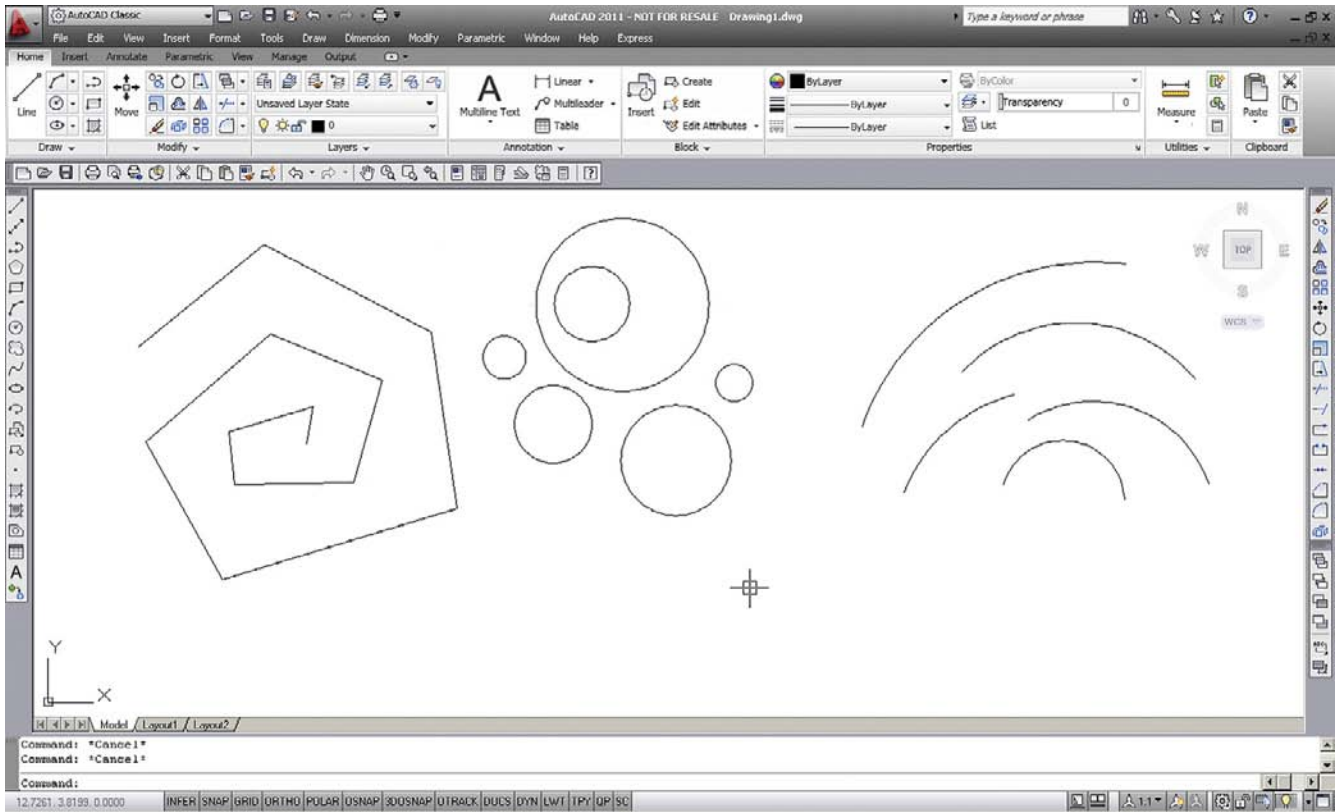 AutoCAD Classic
AutoCAD 2011 - NOT FOR RESALE Drawing1.dwg
Type a keyword or phrase
File Edit View Insert Format Tools Draw Dimension Modify Parametric Window Help Express
Home Insert Annotate Parametric View Manage Output
Line
Move
Unsaved Layer State
0
A
Multiline Text
Linear
Multileader
Table
Insert
Create
Edit
Edit Attributes
ByLayer
ByLayer
ByLayer
ByColor
Transparency 0
List
Measure
Paste
Draw Modify Layers Annotation Block Properties Utilities Clipboard
N
W TOP E
S
WCS
A
Y
X
Model Layout1 Layout2
Command: *Cancel*
Command: *Cancel*
Command:
12.7261, 3.8199, 0.0000 INFER SNAP GRID ORTHO POLAR OSNAP 3DOSNAP OTRACK DUCS DYN LWT TPY QP SC
1:1